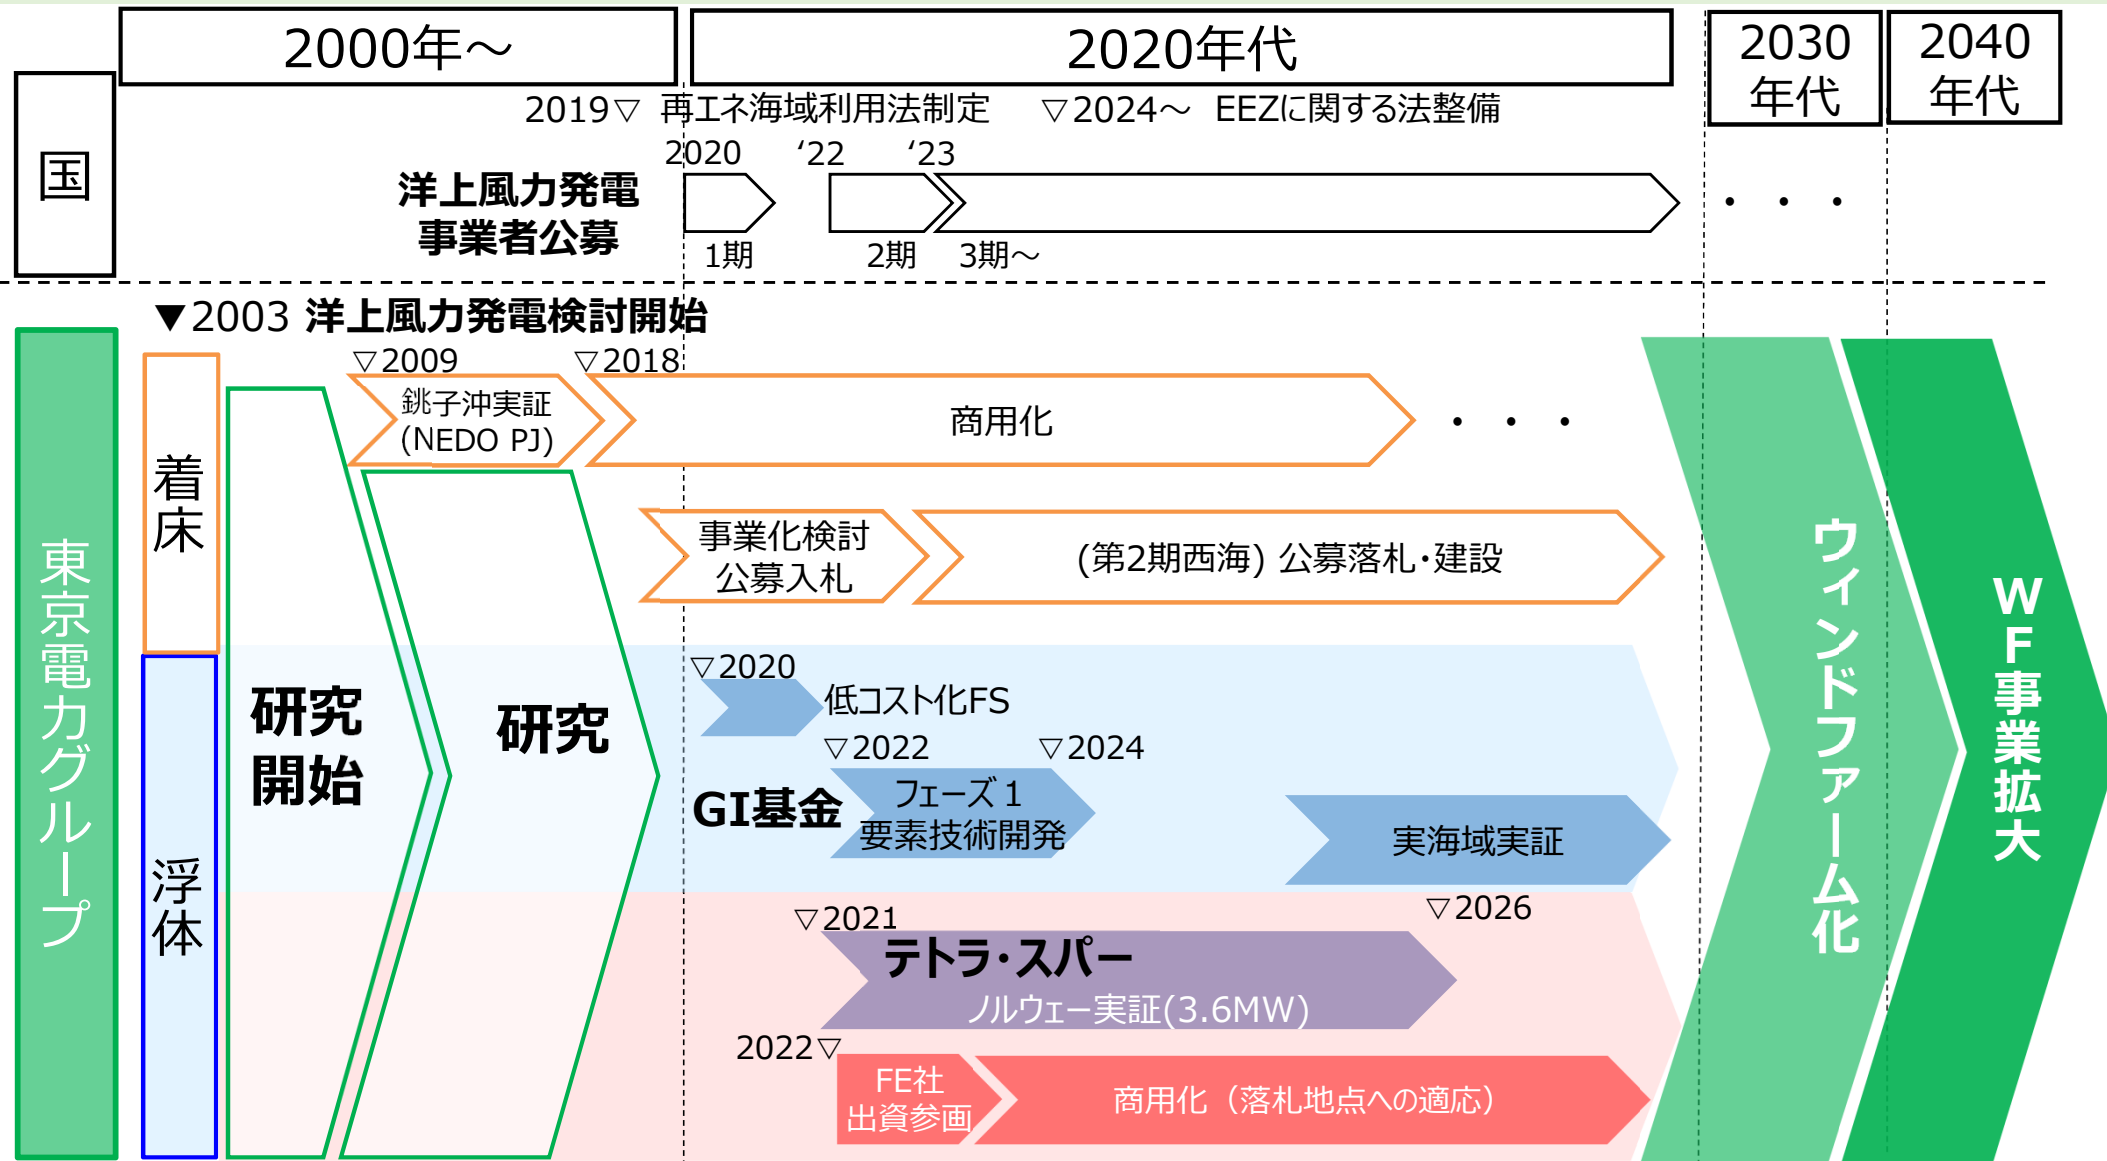 2000年～
2020年代
2030
年代
2040
年代
国
2019▽ 再エネ海域利用法制定
▽2024～ EEZに関する法整備
洋上風力発電
事業者公募
2020
‘22
‘23
1期
2期
3期～
・・・
東京電力グループ
▼2003 洋上風力発電検討開始
着床
▽2009
銚子沖実証
(NEDO PJ)
▽2018
商用化
・・・
事業化検討
公募入札
(第2期西海) 公募落札・建設
浮体
研究
開始
研究
▽2020
低コスト化FS
GI基金
▽2022
▽2024
フェーズ１
要素技術開発
実海域実証
▽2026
▽2021
テトラ・スパー
ノルウェー実証(3.6MW)
2022▽
FE社
出資参画
商用化（落札地点への適応）
ウィンドファーム化
WF事業拡大